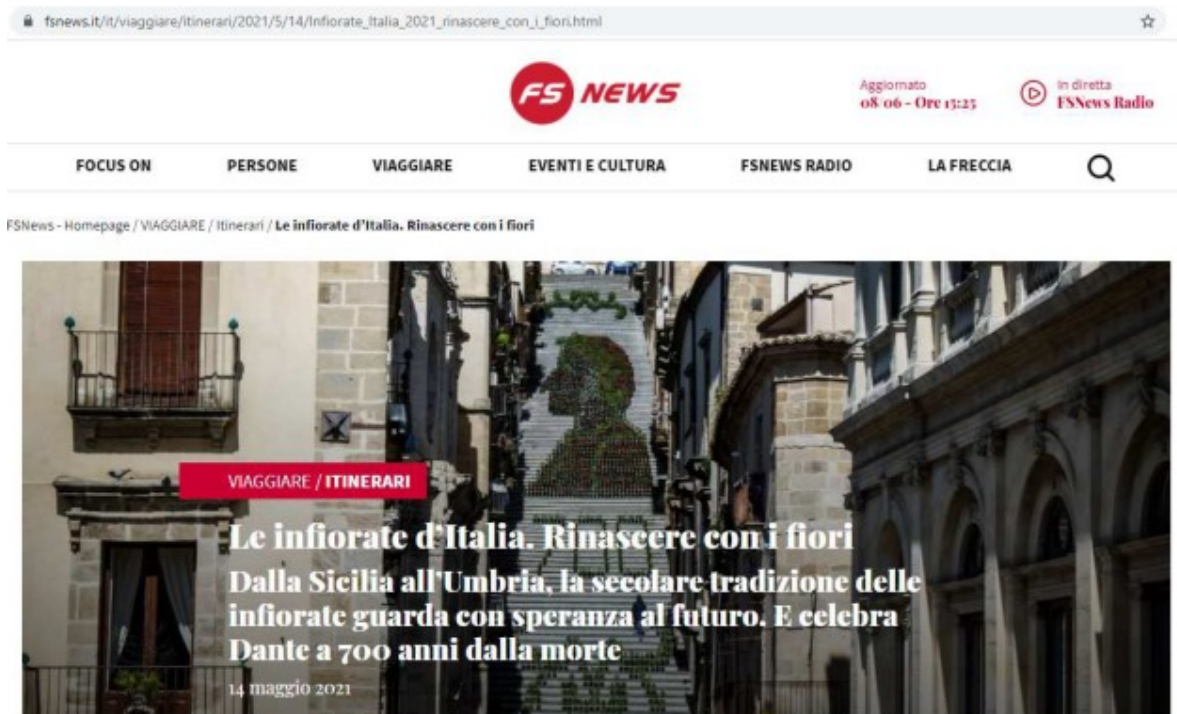 fsnews.it/it/viaggiare/itinerari/2021/5/14/Infiorate_Italia_2021_rinascere_con_i_fiori.html
FS NEWS
Aggiornato
08/06 - Ore 15:25
In diretta
FSNews Radio
FOCUS ON PERSONE VIAGGIARE EVENTI E CULTURA FSNEWS RADIO LA FRECCIA
FSNews - Homepage / VIAGGIARE / Itinerari / Le infiorate d'Italia. Rinascere con i fiori
VIAGGIARE / ITINERARI
Le infiorate d'Italia. Rinascere con i fiori
Dalla Sicilia all'Umbria, la secolare tradizione delle
infiorate guarda con speranza al futuro. E celebra
Dante a 700 anni dalla morte
14 maggio 2021